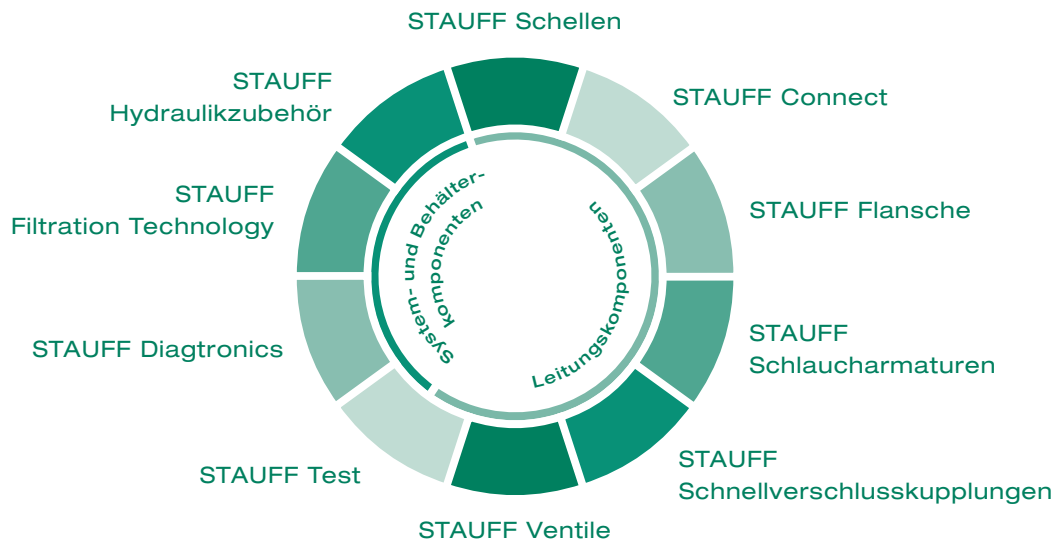 STAUFF Schellen
STAUFF Connect
STAUFF Flansche
STAUFF
Schlaucharmaturen
STAUFF
Schnellverschlusskupplungen
STAUFF Ventile
STAUFF Test
STAUFF Diagtronics
STAUFF
Filtration Technology
STAUFF
Hydraulikzubehör
System- und Behälter-
komponenten
Leitungskomponenten